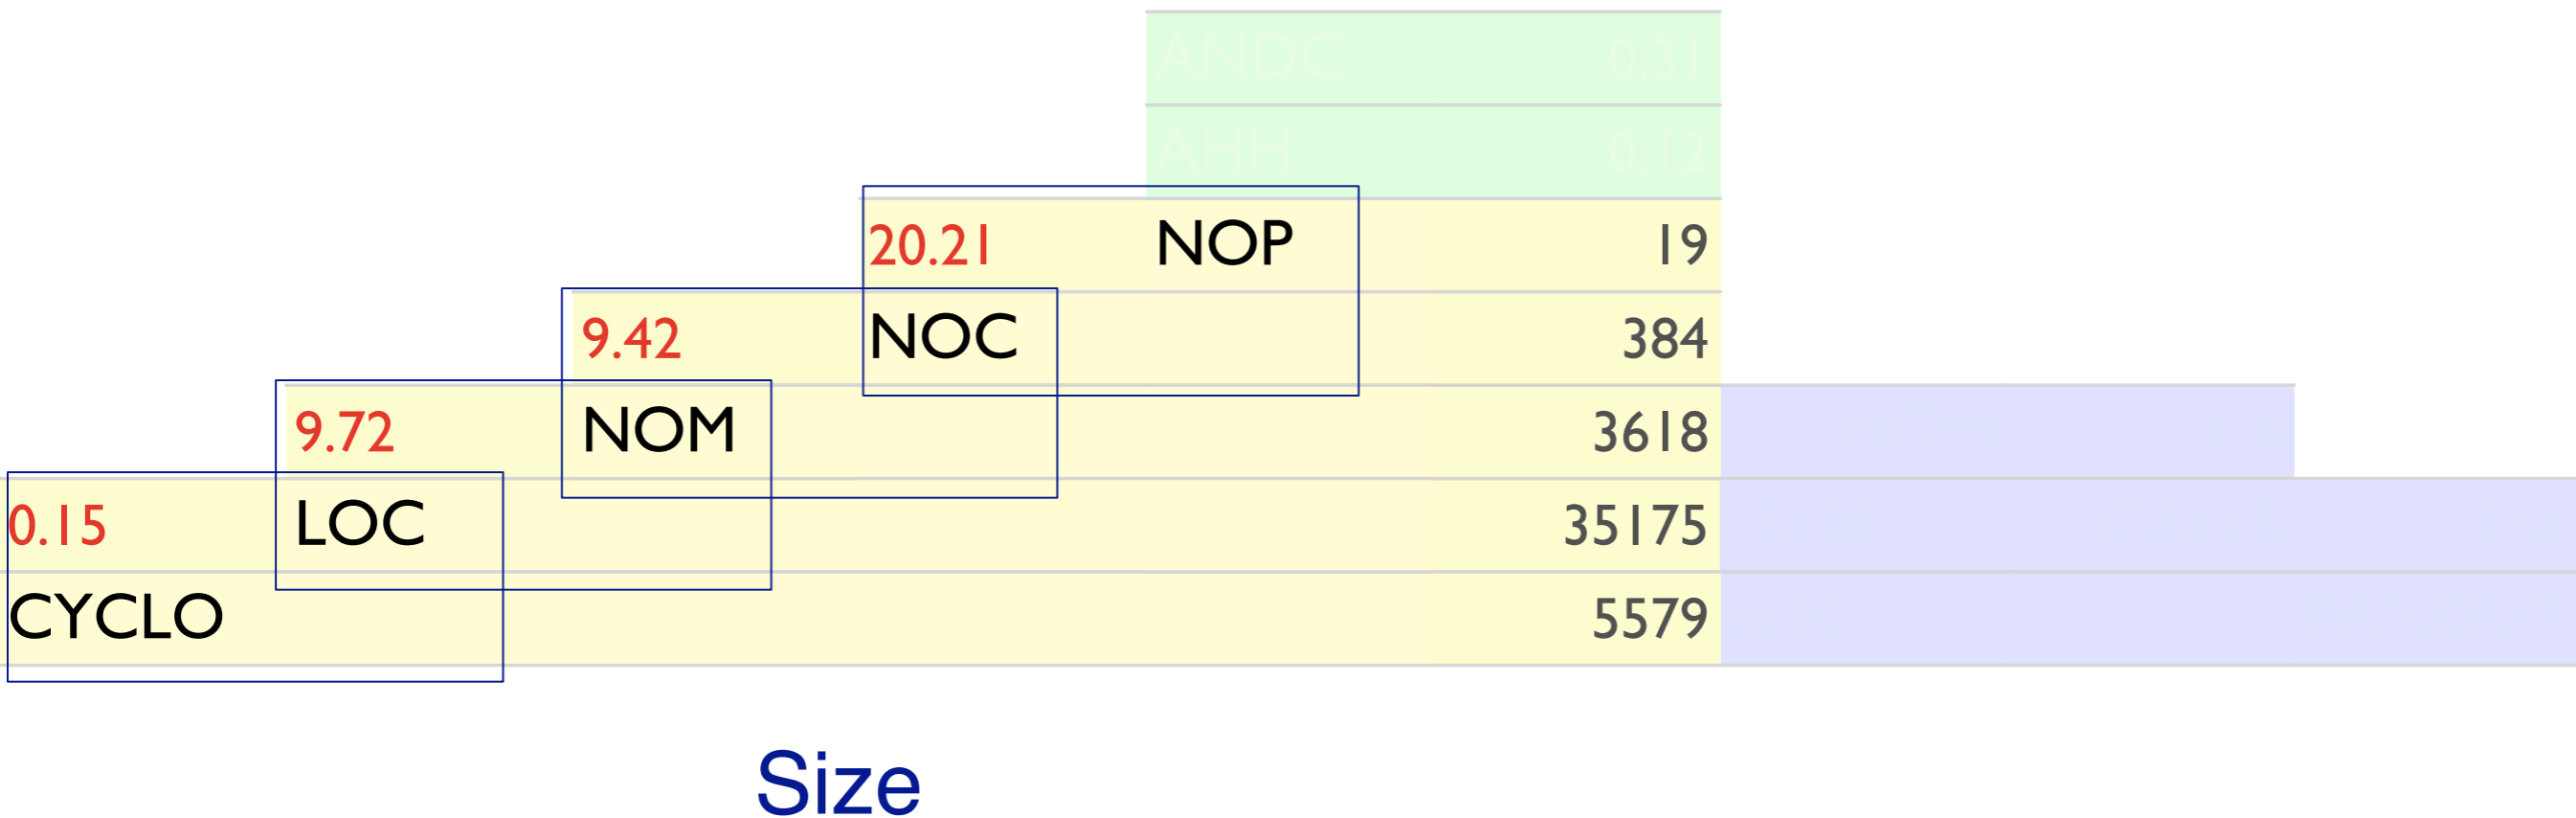 ANDC 0.31
AHH 0.12
20.21 NOP 19
9.42 NOC 384
9.72 NOM 3618
0.15 LOC 35175
CYCLO 5579
Size